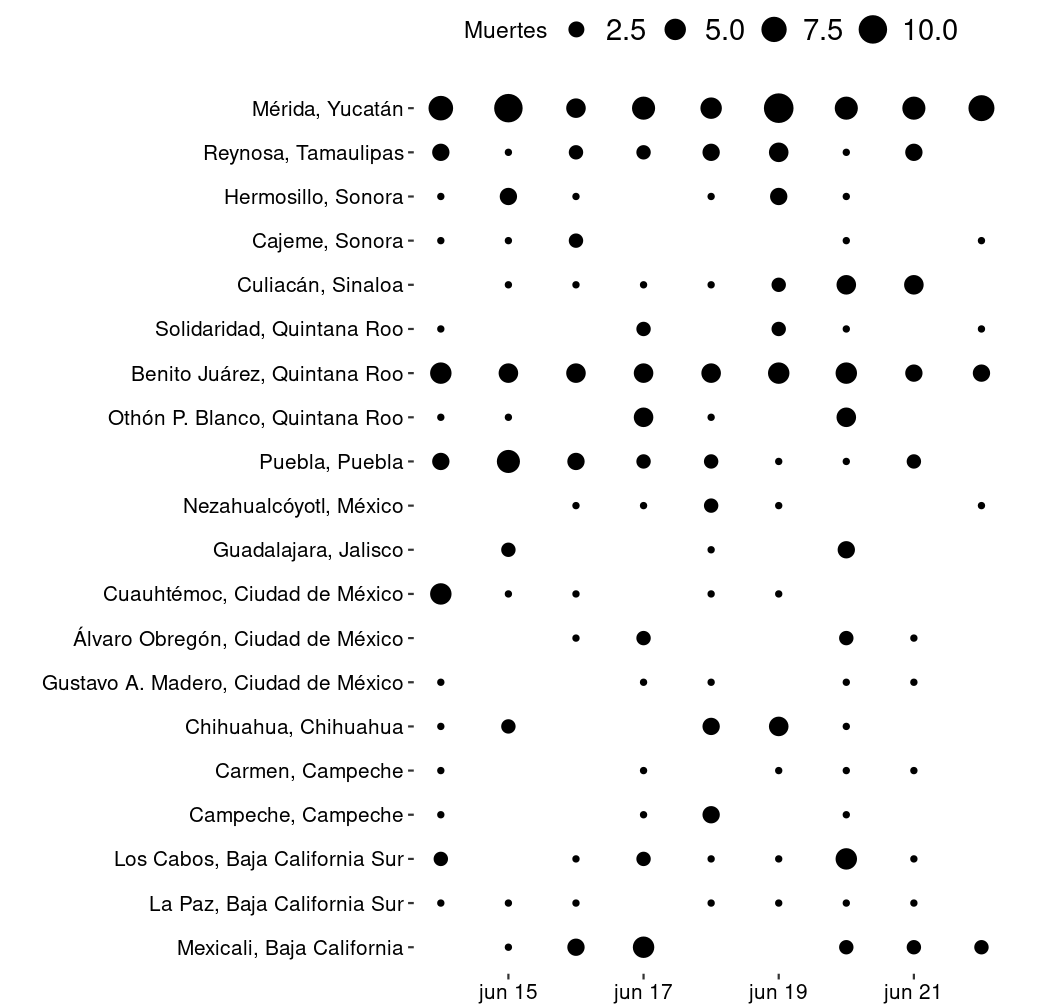 Muertes 2.5 5.0 7.5 10.0
Mérida, Yucatán
Reynosa, Tamaulipas
Hermosillo, Sonora
Cajeme, Sonora
Culiacán, Sinaloa
Solidaridad, Quintana Roo
Benito Juárez, Quintana Roo
Othón P. Blanco, Quintana Roo
Puebla, Puebla
Nezahualcóyotl, México
Guadalajara, Jalisco
Cuauhtémoc, Ciudad de México
Álvaro Obregón, Ciudad de México
Gustavo A. Madero, Ciudad de México
Chihuahua, Chihuahua
Carmen, Campeche
Campeche, Campeche
Los Cabos, Baja California Sur
La Paz, Baja California Sur
Mexicali, Baja California
jun 15 jun 17 jun 19 jun 21